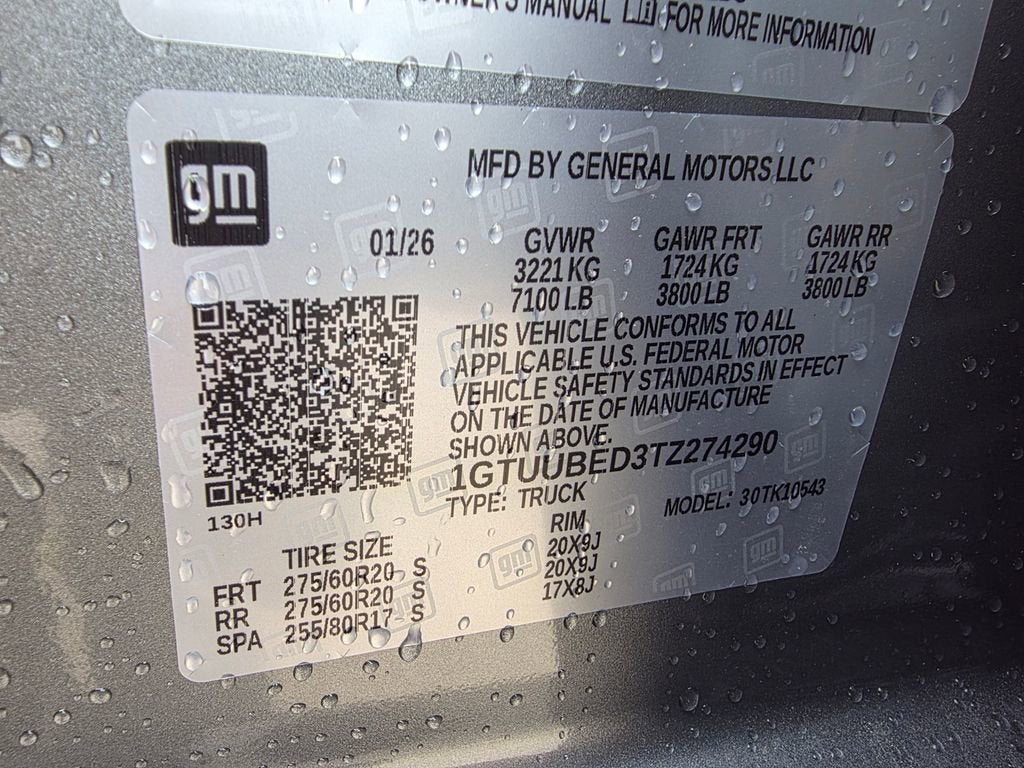 OWNER'S MANUAL FOR MORE INFORMATION
gm
MFD BY GENERAL MOTORS LLC
01/26 GVWR GAWR FRT GAWR RR
3221 KG 1724 KG 1724 KG
7100 LB 3800 LB 3800 LB
THIS VEHICLE CONFORMS TO ALL
APPLICABLE U.S. FEDERAL MOTOR
VEHICLE SAFETY STANDARDS IN EFFECT
ON THE DATE OF MANUFACTURE
SHOWN ABOVE.
1GTUUBED3TZ274290
TYPE: TRUCK MODEL: 30TK10543
130H
TIRE SIZE RIM
FRT 275/60R20 S 20X9J
RR 275/60R20 S 20X9J
SPA 255/80R17 S 17X8J